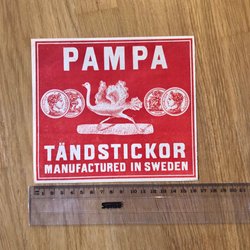 PAMPA
TÄNDSTICKOR
MANUFACTURED IN SWEDEN